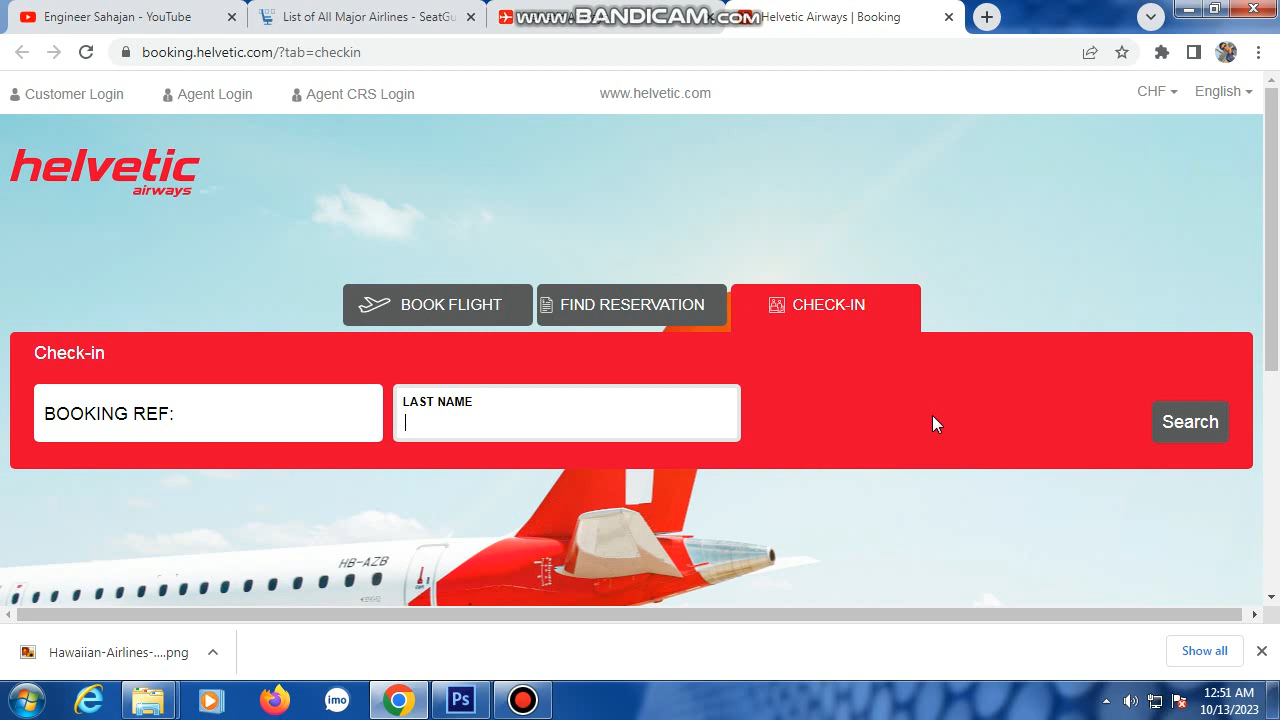 Engineer Sahajan - YouTube
List of All Major Airlines - SeatGu
Helvetic Airways | Booking
www.BANDICAM.com
booking.helvetic.com/?tab=checkin
Customer Login
Agent Login
Agent CRS Login
www.helvetic.com
CHF
English
helvetic
airways
BOOK FLIGHT
FIND RESERVATION
CHECK-IN
Check-in
BOOKING REF:
LAST NAME
Search
HB-AZB
Hawaiian-Airlines-....png
Show all
imo
Ps
12:51 AM
10/13/2023